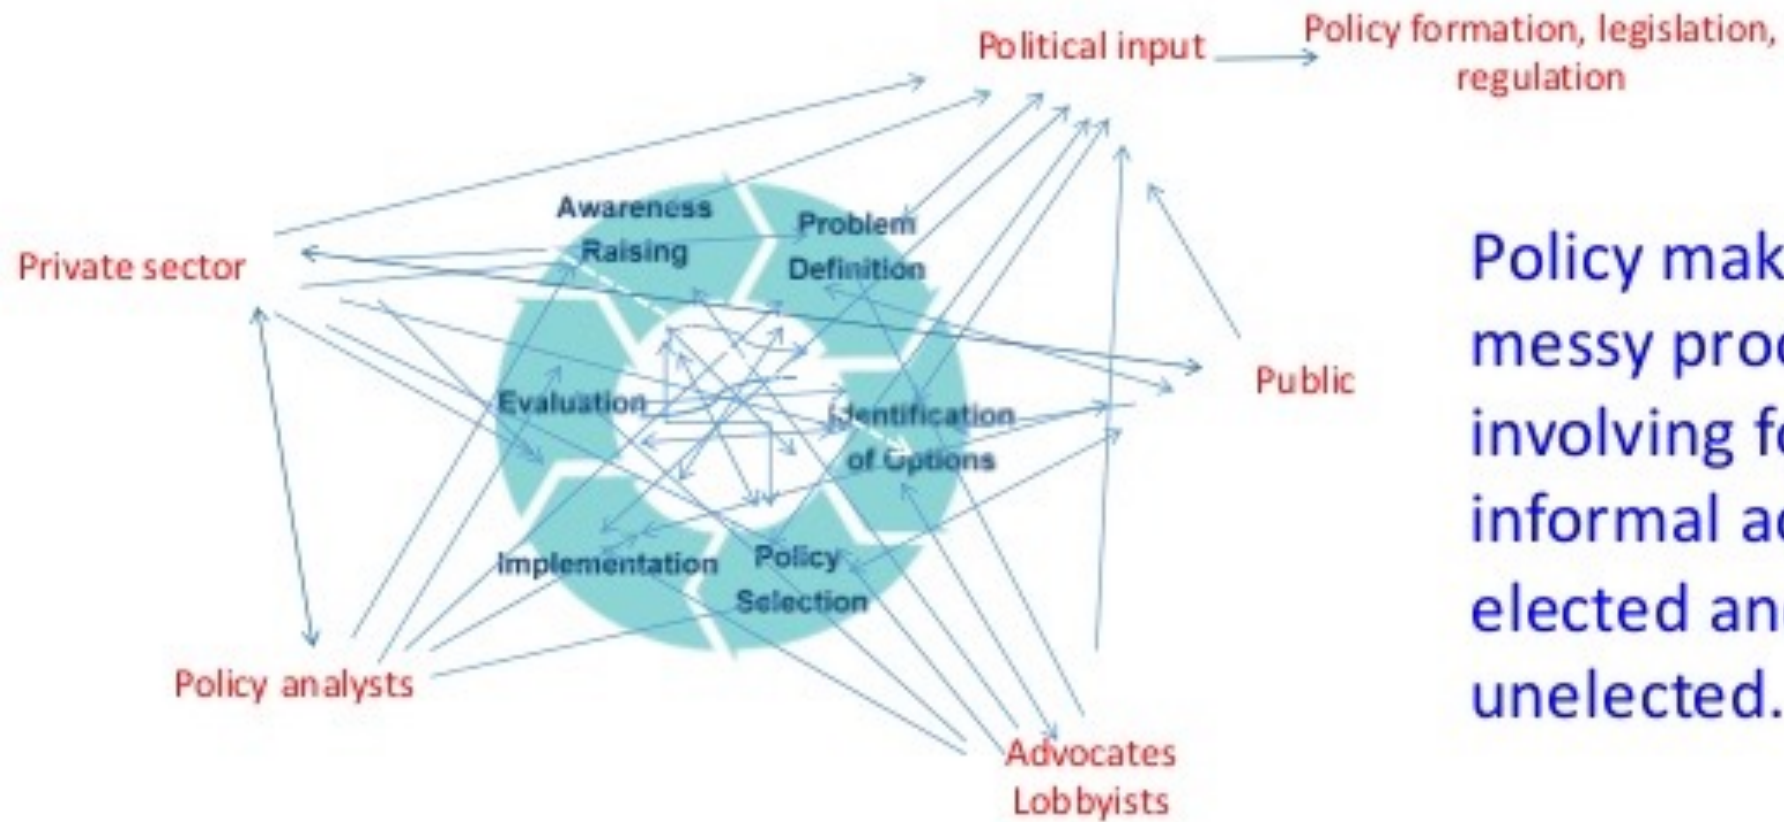 Political input
Policy formation, legislation,
regulation
Awareness
Raising
Problem
Definition
Private sector
Public
Evaluation
Identification
of Options
Implementation
Policy
Selection
Policy analysts
Advocates
Lobbyists
Policy mak
messy proc
involving fo
informal ac
elected and
unelected.